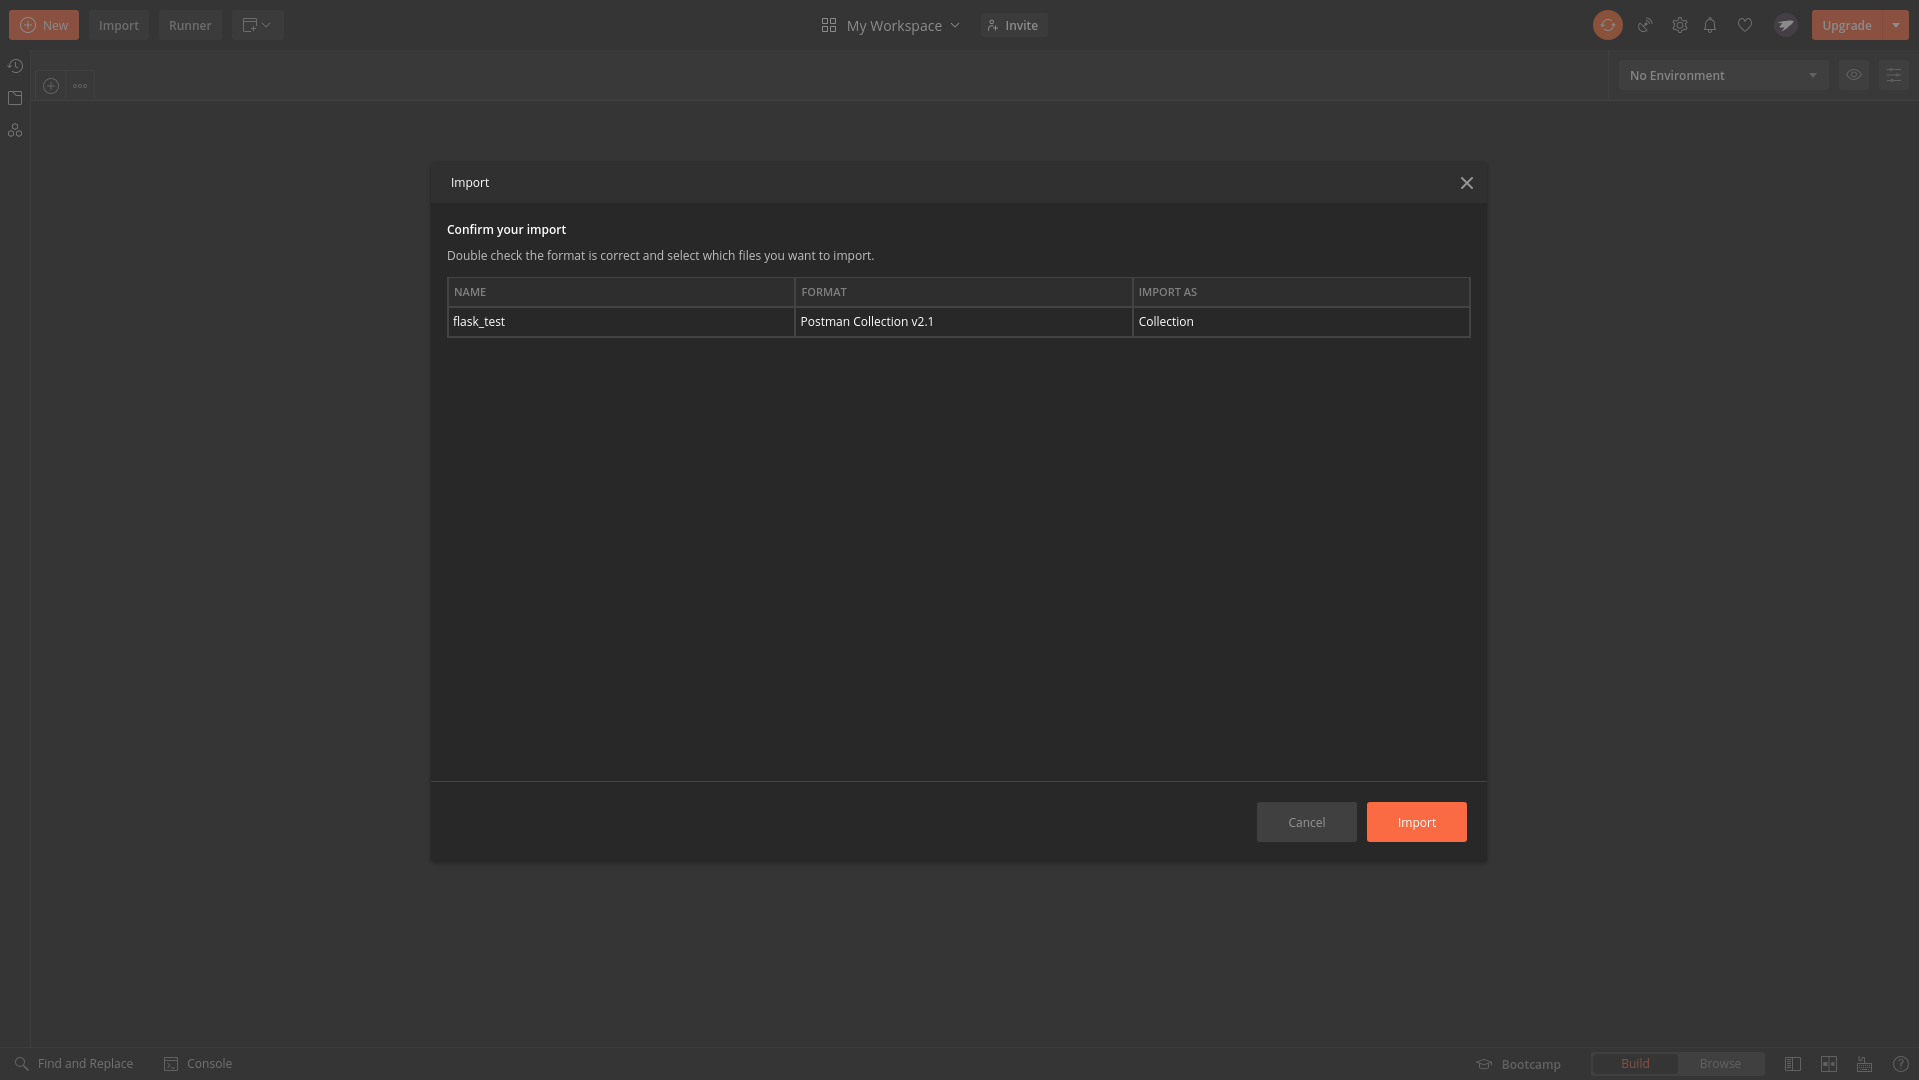 New Import Runner My Workspace Invite Upgrade
No Environment
Import
Confirm your import
Double check the format is correct and select which files you want to import.
NAME FORMAT IMPORT AS
flask_test Postman Collection v2.1 Collection
Cancel Import
Find and Replace Console Bootcamp Build Browse